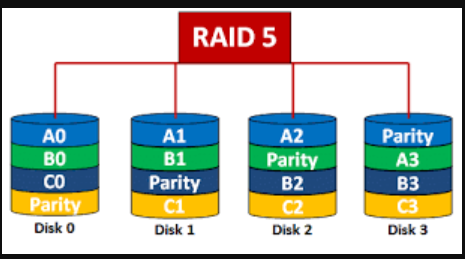 RAID 5
A0 A1 A2 Parity
B0 B1 Parity A3
C0 Parity B2 B3
Parity C1 C2 C3
Disk 0 Disk 1 Disk 2 Disk 3